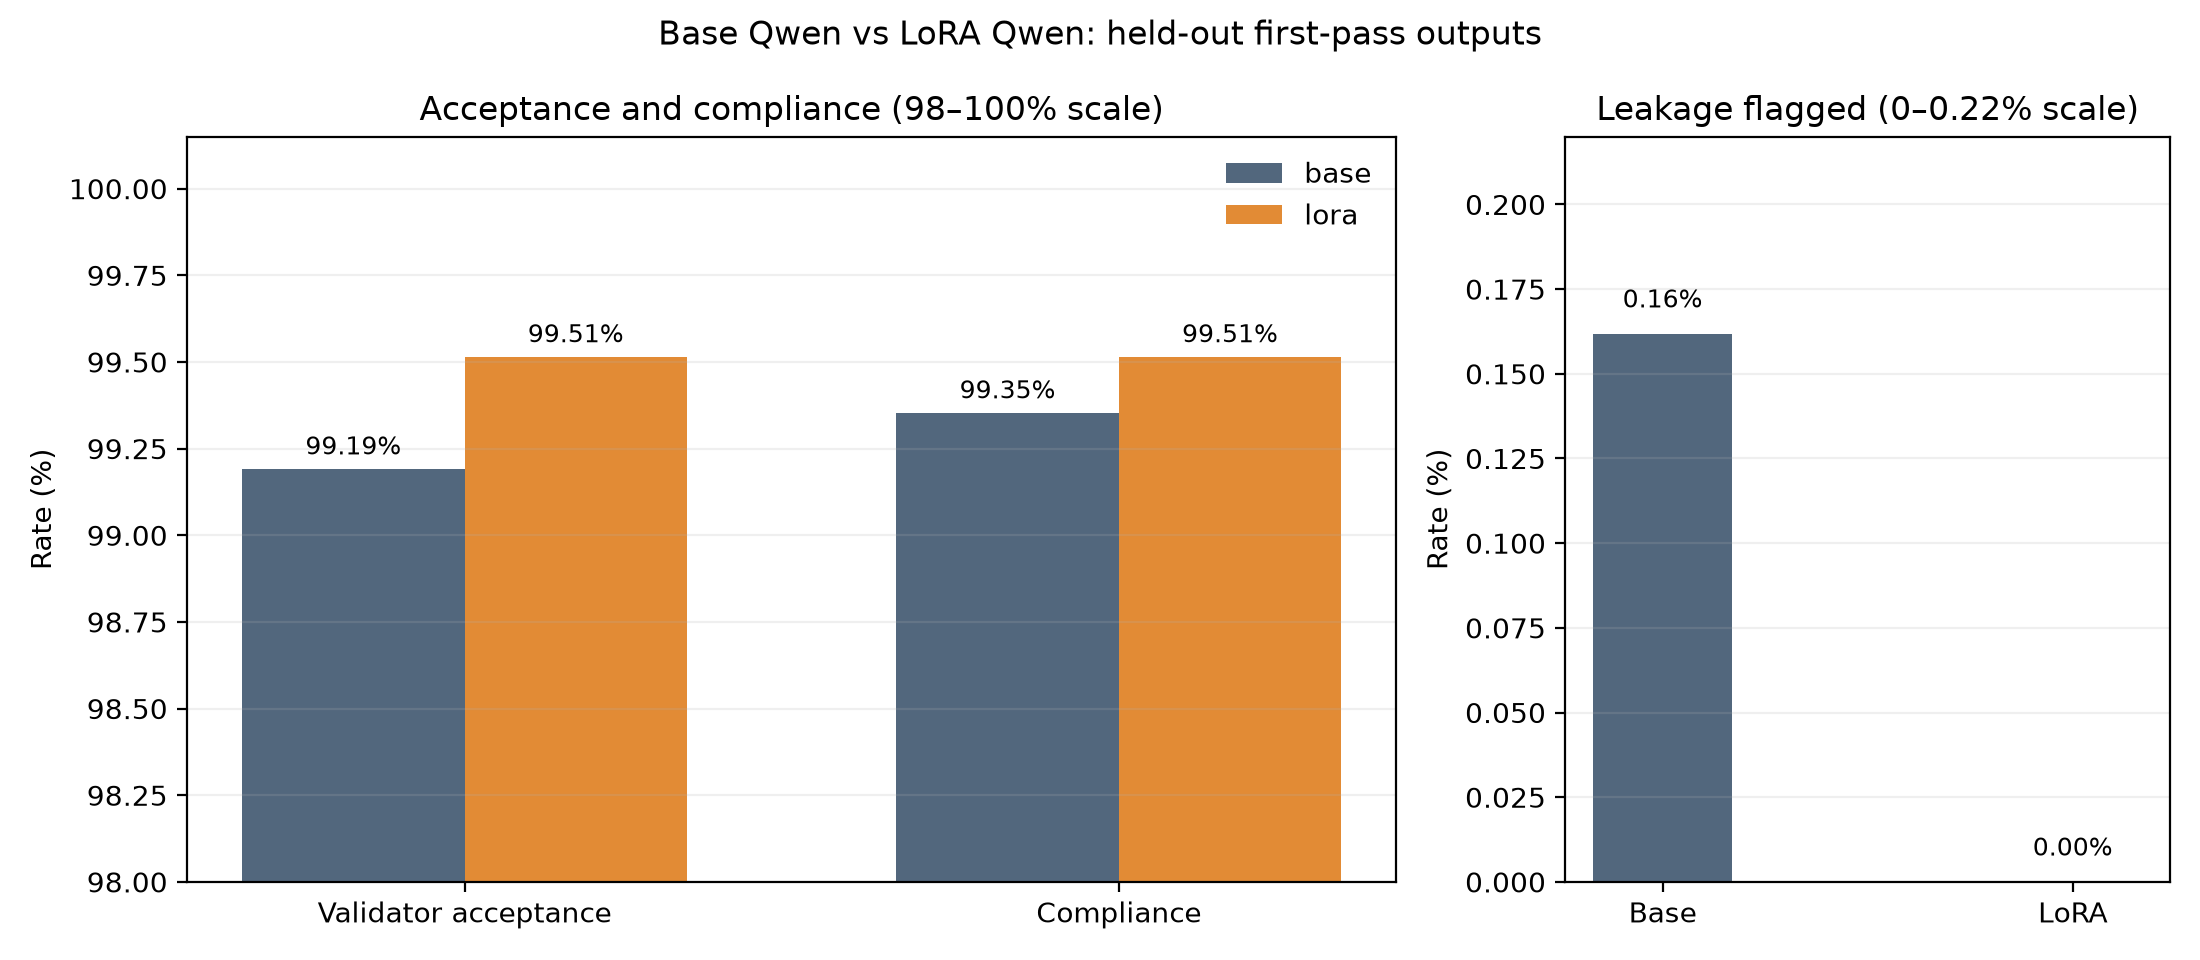 Base Qwen vs LoRA Qwen: held-out first-pass outputs
Acceptance and compliance (98–100% scale)
Rate (%)
100.00
99.75
99.50
99.25
99.00
98.75
98.50
98.25
98.00
base
lora
99.19%
99.51%
99.35%
99.51%
Validator acceptance
Compliance
Leakage flagged (0–0.22% scale)
Rate (%)
0.200
0.175
0.150
0.125
0.100
0.075
0.050
0.025
0.000
0.16%
0.00%
Base
LoRA